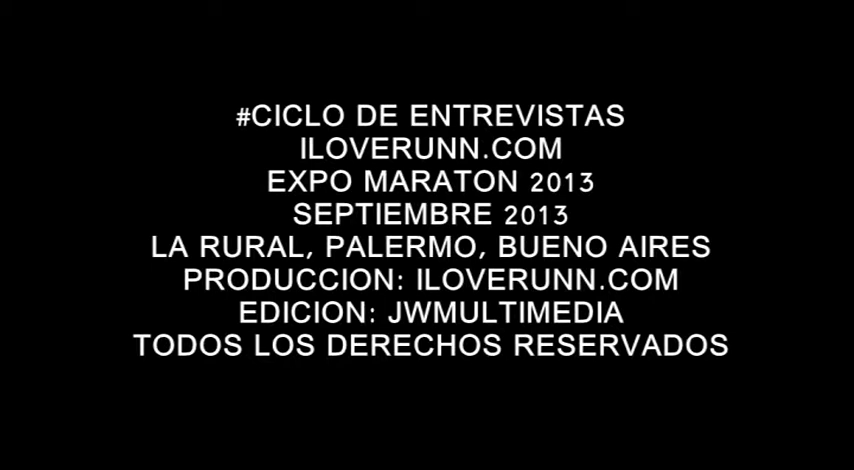 #CICLO DE ENTREVISTAS
ILOVERUNN.COM
EXPO MARATON 2013
SEPTIEMBRE 2013
LA RURAL, PALERMO, BUENO AIRES
PRODUCCION: ILOVERUNN.COM
EDICION: JWMULTIMEDIA
TODOS LOS DERECHOS RESERVADOS